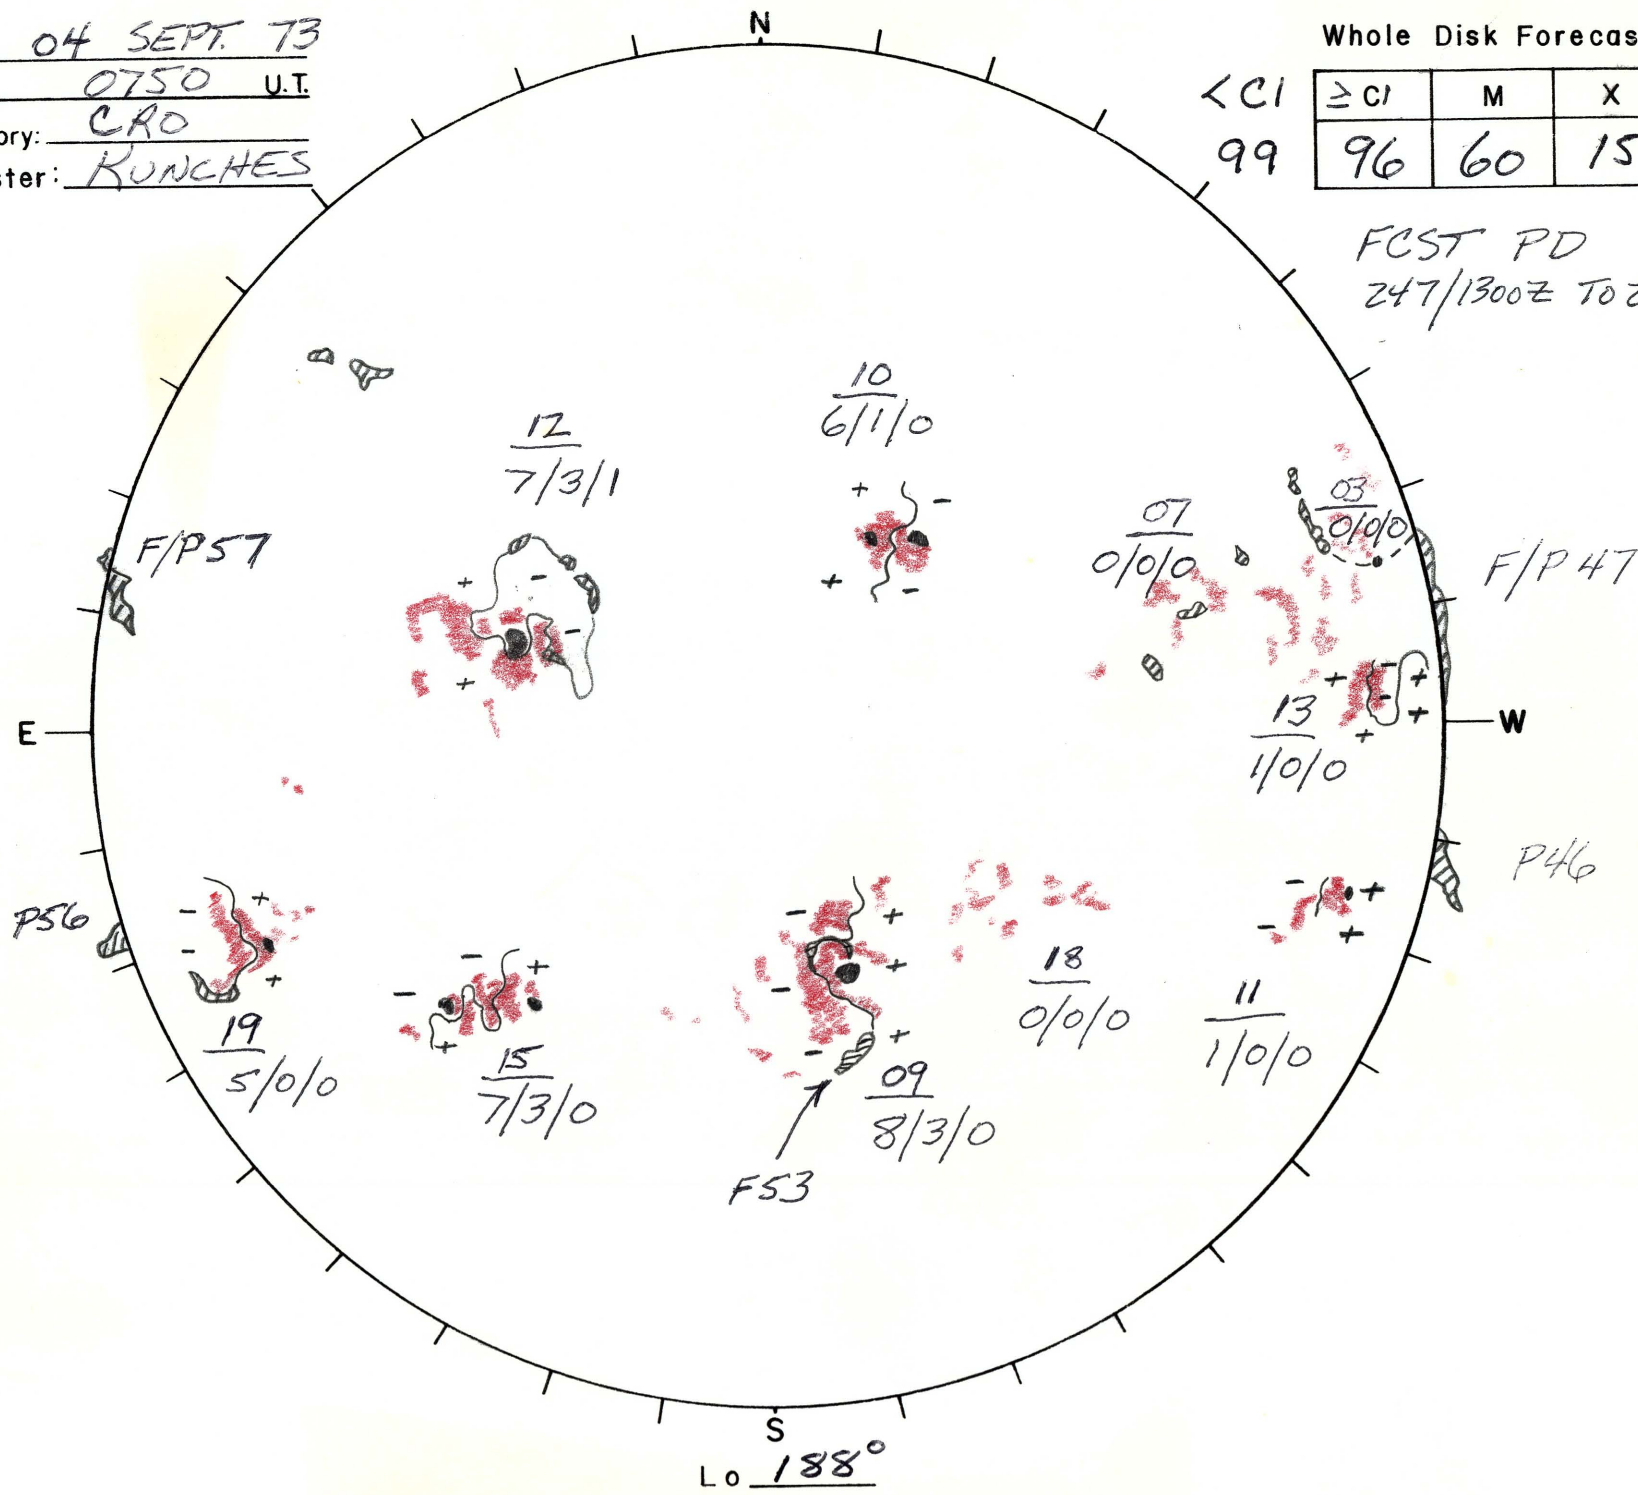 04 SEPT. 73
0750 U.T.
ory: CRO
ster: KUNCHES
N
Whole Disk Forecas
<C1 ≥C1 M X
99 96 60 15
FCST PD
247/1300Z TO 2
10
6/1/0
+ -
+ -
12
7/3/1
+ -
-
+
03
0/0/0
07
0/0/0
F/P57
F/P47
E
W
+ - +
- +
+
13
1/0/0
P46
P56
- +
-
+
19
5/0/0
- +
-
+
15
7/3/0
- +
+
-
+
-
09
8/3/0
F53
18
0/0/0
- +
- +
11
1/0/0
S
Lo 188°